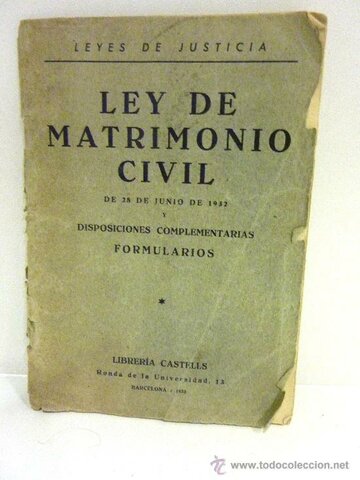 LEYES DE JUSTICIA
LEY DE
MATRIMONIO
CIVIL
DE 28 DE JUNIO DE 1932
Y
DISPOSICIONES COMPLEMENTARIAS
FORMULARIOS
*
LIBRERÍA CASTELLS
Ronda de la Universidad, 13
BARCELONA
todocoleccion
www.todocoleccion.net